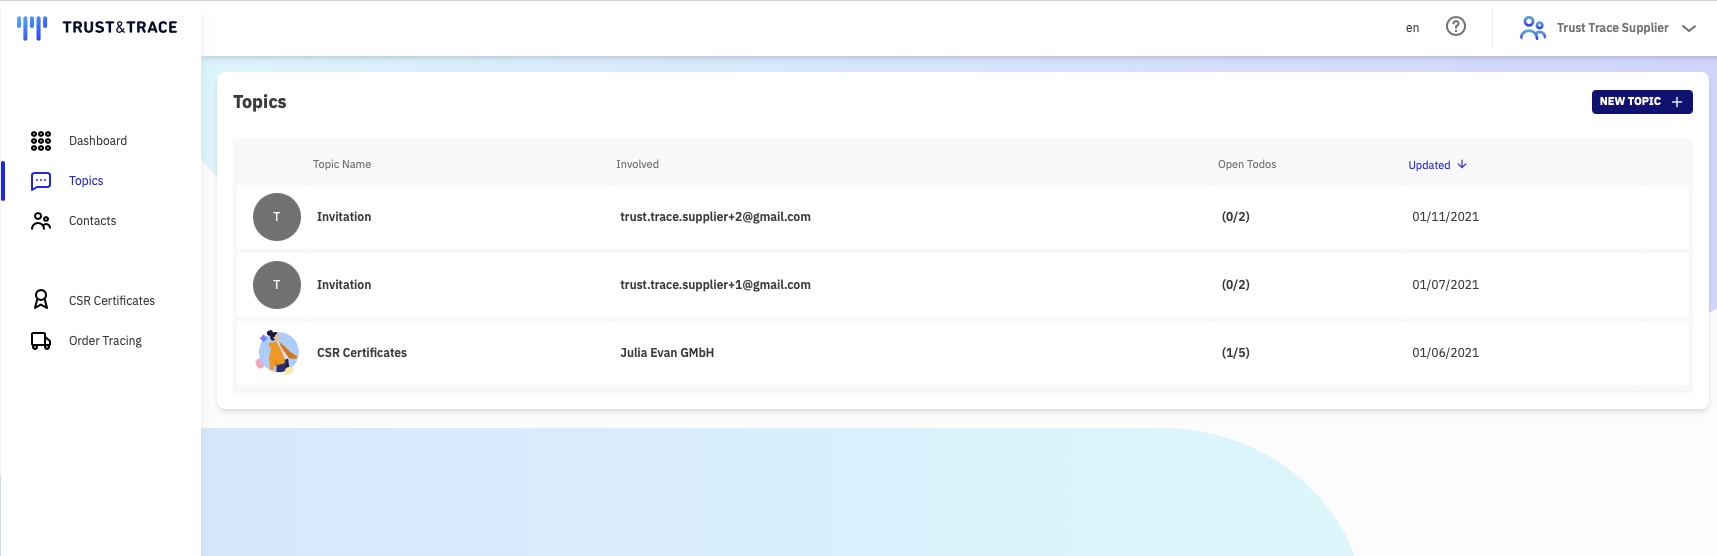 TRUST&TRACE
en
Trust Trace Supplier
Dashboard
Topics
Contacts
CSR Certificates
Order Tracing
Topics
NEW TOPIC +
Topic Name Involved Open Todos Updated ↓
T Invitation trust.trace.supplier+2@gmail.com (0/2) 01/11/2021
T Invitation trust.trace.supplier+1@gmail.com (0/2) 01/07/2021
CSR Certificates Julia Evan GMbH (1/5) 01/06/2021